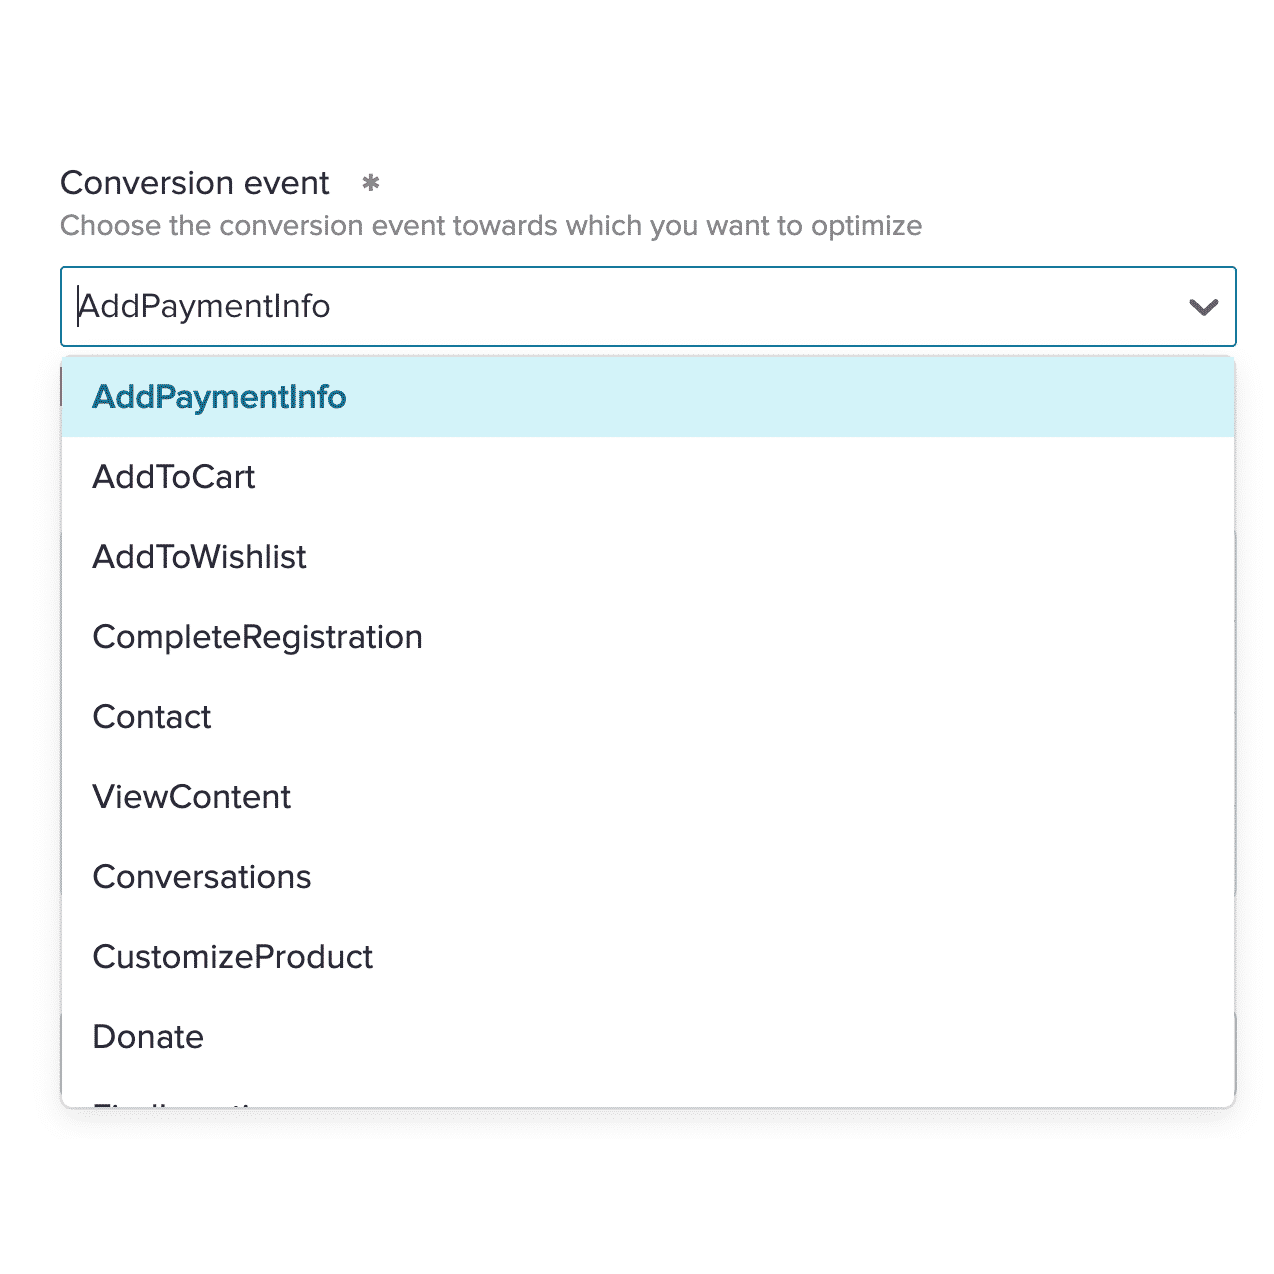 Conversion event *
Choose the conversion event towards which you want to optimize
AddPaymentInfo
AddPaymentInfo
AddToCart
AddToWishlist
CompleteRegistration
Contact
ViewContent
Conversations
CustomizeProduct
Donate